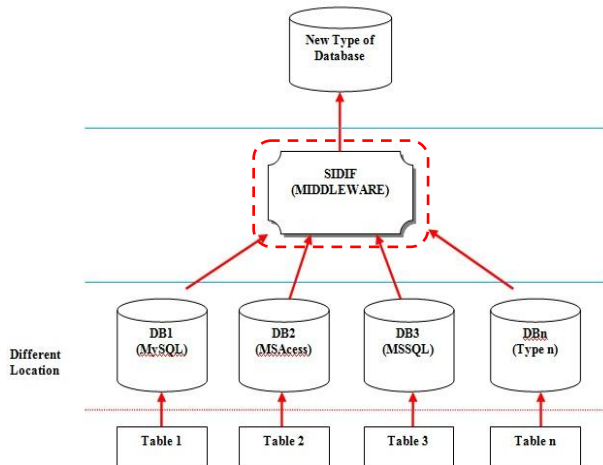 New Type of
Database
SIDIF
(MIDDLEWARE)
DB1
(MySQL)
DB2
(MSAcess)
DB3
(MSSQL)
DBn
(Type n)
Different
Location
Table 1
Table 2
Table 3
Table n